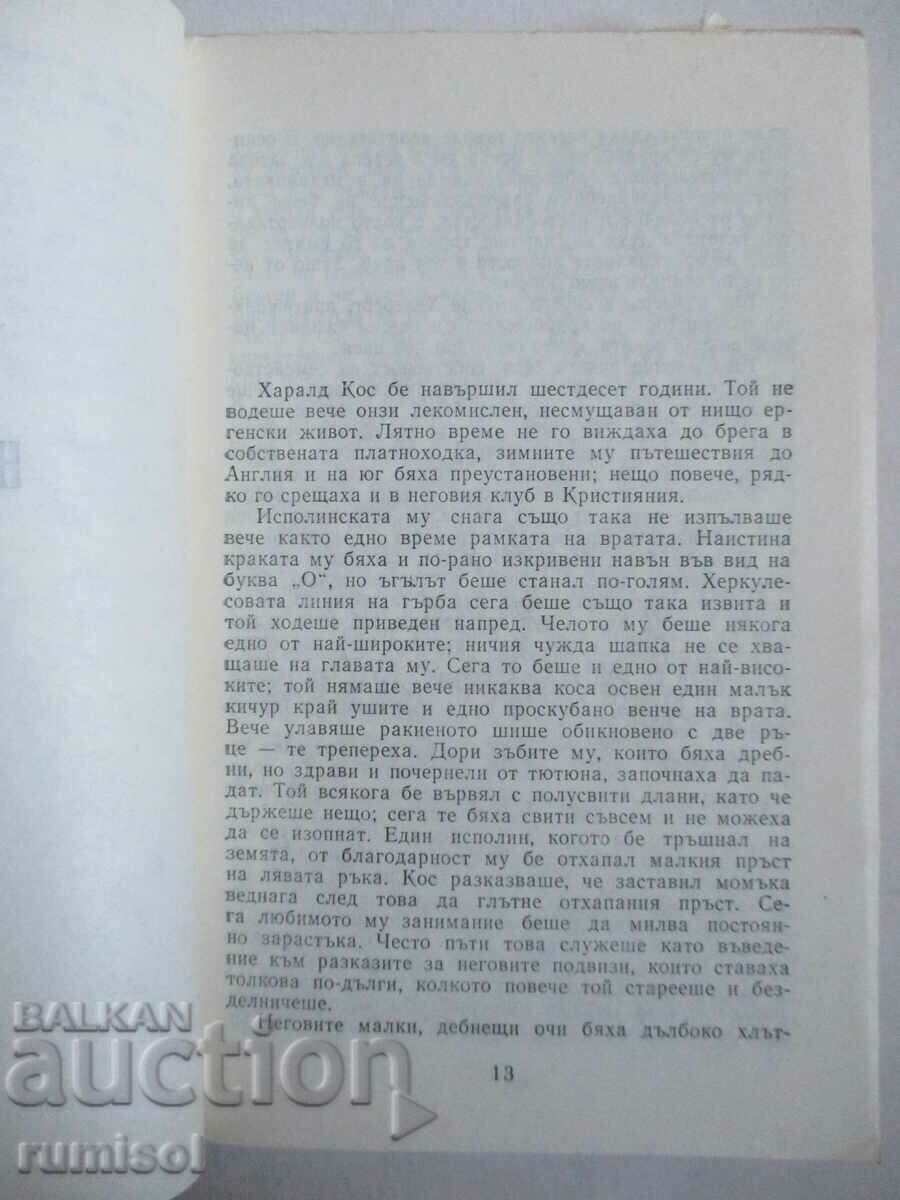 Харалд Кос бе навършил шестдесет години. Той не
водеше вече онзи лекомислен, несмущаван от нищо ер-
генски живот. Лятно време не го виждаха до брега в
собствената платноходка, зимните му пътешествия до
Англия и на юг бяха преустановени; нещо повече, ряд-
ко го срещаха и в неговия клуб в Кристияния.
Исполинската му снага също така не изпълваше
вече както едно време рамката на вратата. Наистина
краката му бяха и по-рано изкривени навън във вид на
буква „О“, но ъгълът беше станал по-голям. Херкуле-
совата линия на гърба сега беше също така извита и
той ходеше приведен напред. Челото му беше някога
едно от най-широките; ничия чужда шапка не се хва-
щаше на главата му. Сега то беше и едно от най-висо-
ките; той нямаше вече никаква коса освен един малък
кичур край ушите и едно проскубано венче на врата.
Вече улавяше ракиеното шише обикновено с две ръ-
це — те трепереха. Дори зъбите му, които бяха дреб-
ни, но здрави и почернели от тютюна, започнаха да па-
дат. Той всякога бе вървял с полусвити длани, като че
държеше нещо; сега те бяха свити съвсем и не можеха
да се изопнат. Един исполин, когото бе тръшнал на
земята, от благодарност му бе отхапал малкия пръст
на лявата ръка. Кос разказваше, че заставил момъка
веднага след това да глътне отхапания пръст. Се-
га любимото му занимание беше да милва постоян-
но зарастъка. Често пъти това служеше като въведе-
ние към разказите за неговите подвизи, които ставаха
толкова по-дълги, колкото повече той старееше и без-
делничеше.
Неговите малки, дебнещи очи бяха дълбоко хлът-
13
BALKAN
auction
rumisol